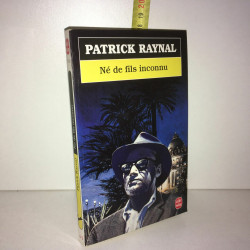 PATRICK RAYNAL
Né de fils inconnu